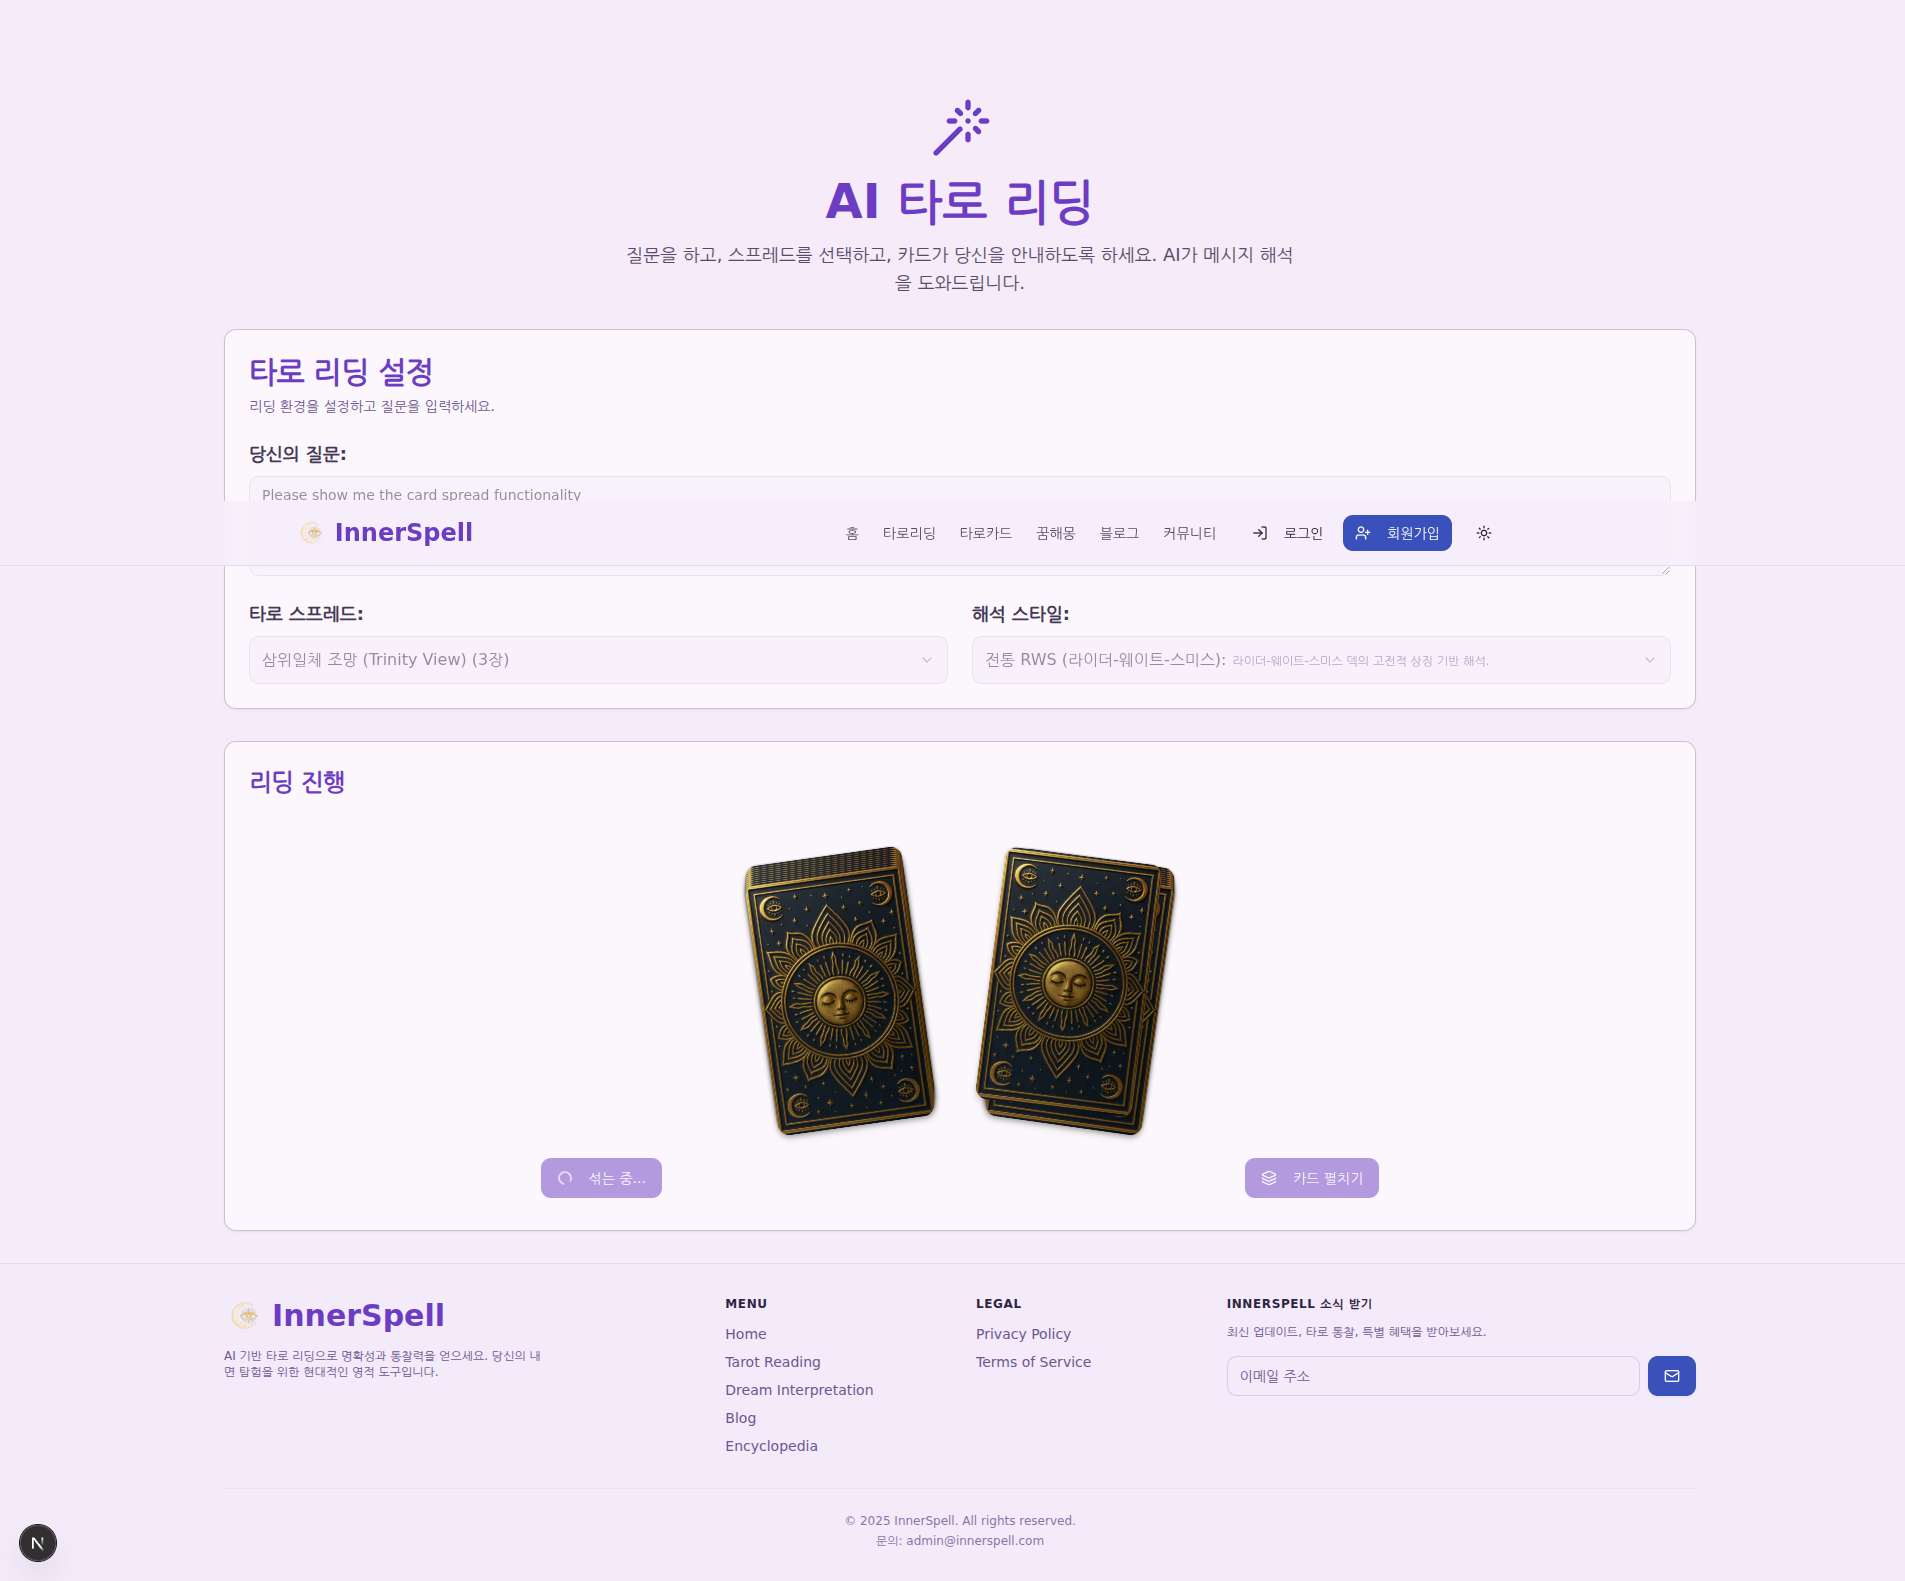 AI 타로 리딩
질문을 하고, 스프레드를 선택하고, 카드가 당신을 안내하도록 하세요. AI가 메시지 해석
을 도와드립니다.
타로 리딩 설정
리딩 환경을 설정하고 질문을 입력하세요.
당신의 질문:
Please show me the card spread functionality
InnerSpell
홈
타로리딩
타로카드
꿈해몽
블로그
커뮤니티
로그인
회원가입
타로 스프레드:
삼위일체 조망 (Trinity View) (3장)
해석 스타일:
전통 RWS (라이더-웨이트-스미스): 라이더-웨이트-스미스 덱의 고전적 상징 기반 해석.
리딩 진행
섞는 중...
카드 펼치기
InnerSpell
AI 기반 타로 리딩으로 명확성과 통찰력을 얻으세요. 당신의 내
면 탐험을 위한 현대적인 영적 도구입니다.
MENU
Home
Tarot Reading
Dream Interpretation
Blog
Encyclopedia
LEGAL
Privacy Policy
Terms of Service
INNERSPELL 소식 받기
최신 업데이트, 타로 통찰, 특별 혜택을 받아보세요.
이메일 주소
© 2025 InnerSpell. All rights reserved.
문의: admin@innerspell.com